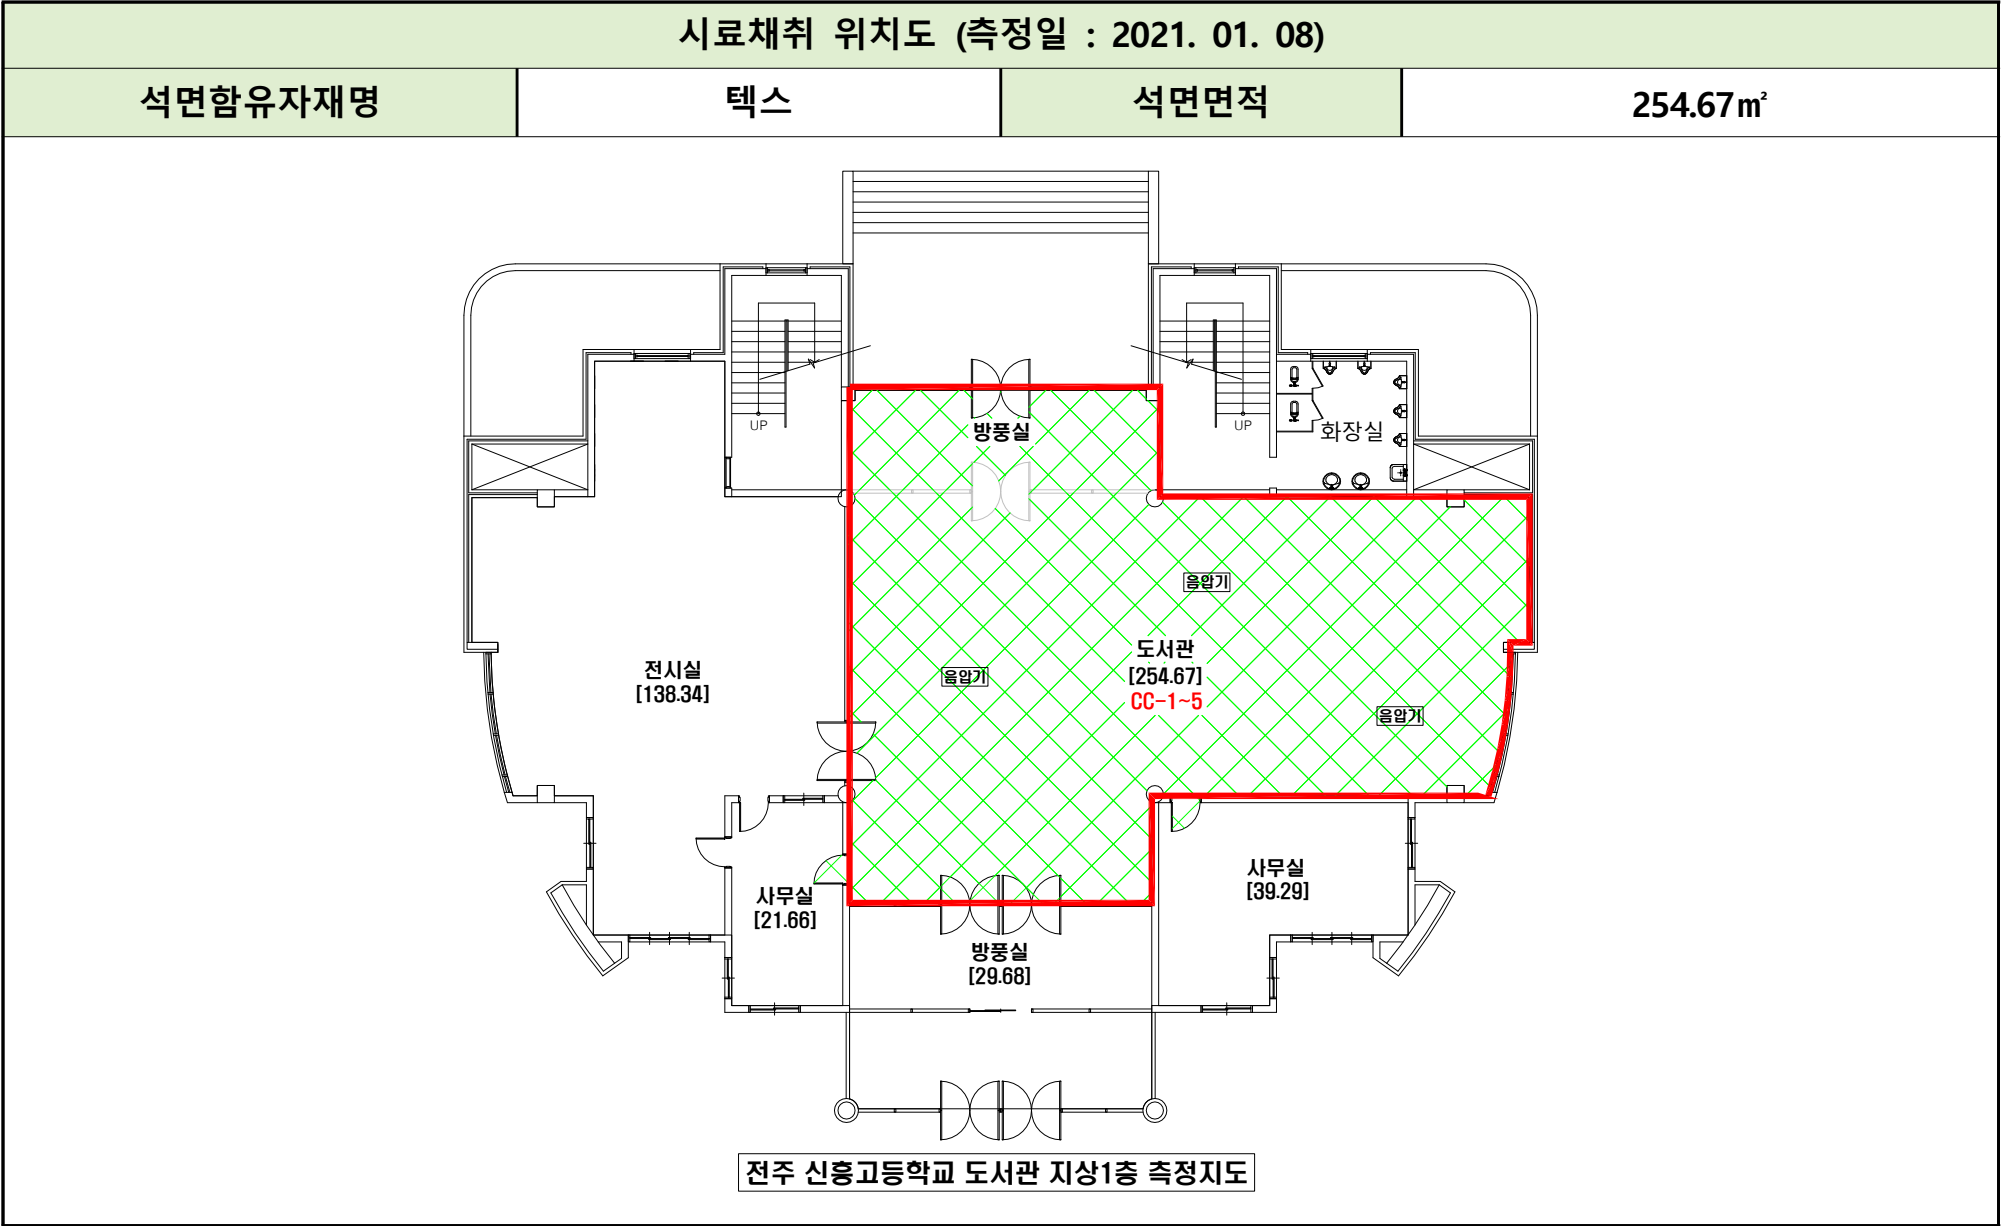 시료채취 위치도 (측정일 : 2021. 01. 08)
석면함유자재명 텍스 석면면적 254.67㎡
UP
방풍실
UP
화장실
음압기
도서관
[254.67]
CC-1~5
전시실
[138.34]
음압기
음압기
사무실
[21.66]
사무실
[39.29]
방풍실
[29.68]
전주 신흥고등학교 도서관 지상1층 측정지도